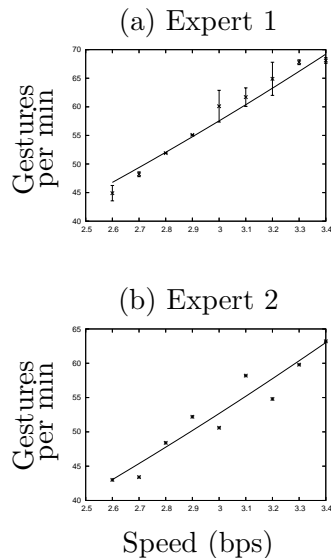 (a) Expert 1
Gestures
per min
70
65
60
55
50
45
40
2.5 2.6 2.7 2.8 2.9 3 3.1 3.2 3.3 3.4
(b) Expert 2
Gestures
per min
65
60
55
50
45
40
2.5 2.6 2.7 2.8 2.9 3 3.1 3.2 3.3 3.4
Speed (bps)